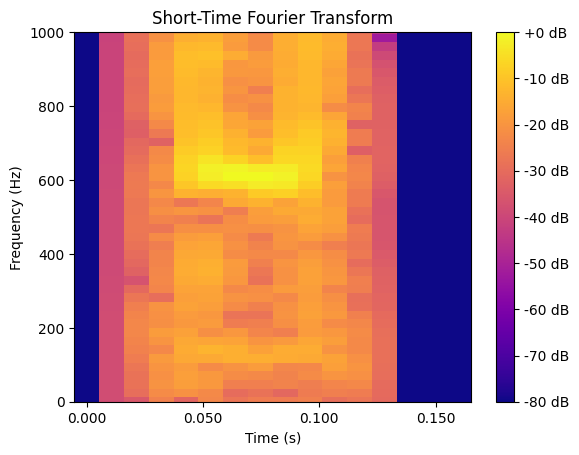 Short-Time Fourier Transform
1000
800
600
400
200
0
Frequency (Hz)
0.000
0.050
0.100
0.150
Time (s)
+0 dB
-10 dB
-20 dB
-30 dB
-40 dB
-50 dB
-60 dB
-70 dB
-80 dB